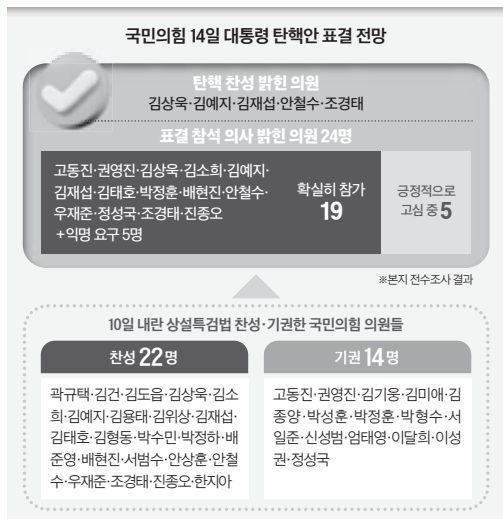 국민의힘 14일 대통령 탄핵안 표결 전망
탄핵 찬성 밝힌 의원
김상욱·김예지·김재섭·안철수·조경태
표결 참석 의사 밝힌 의원 24명
고동진·권영진·김상욱·김소희·김예지·
김재섭·김태호·박정훈·배현진·안철수·
우재준·정성국·조경태·진종오
+익명 요구 5명
확실히 참가
19
긍정적으로
고심 중 5
※본지 전수조사 결과
10일 내란 상설특검법 찬성·기권한 국민의힘 의원들
찬성 22명
곽규택·김건·김도읍·김상욱·김소
희·김예지·김용태·김위상·김재섭·
김태호·김형동·박수민·박정하·배
준영·배현진·서범수·안상훈·안철
수·우재준·조경태·진종오·한지아
기권 14명
고동진·권영진·김기웅·김미애·김
종양·박성훈·박정훈·박형수·서
일준·신성범·엄태영·이달희·이성
권·정성국